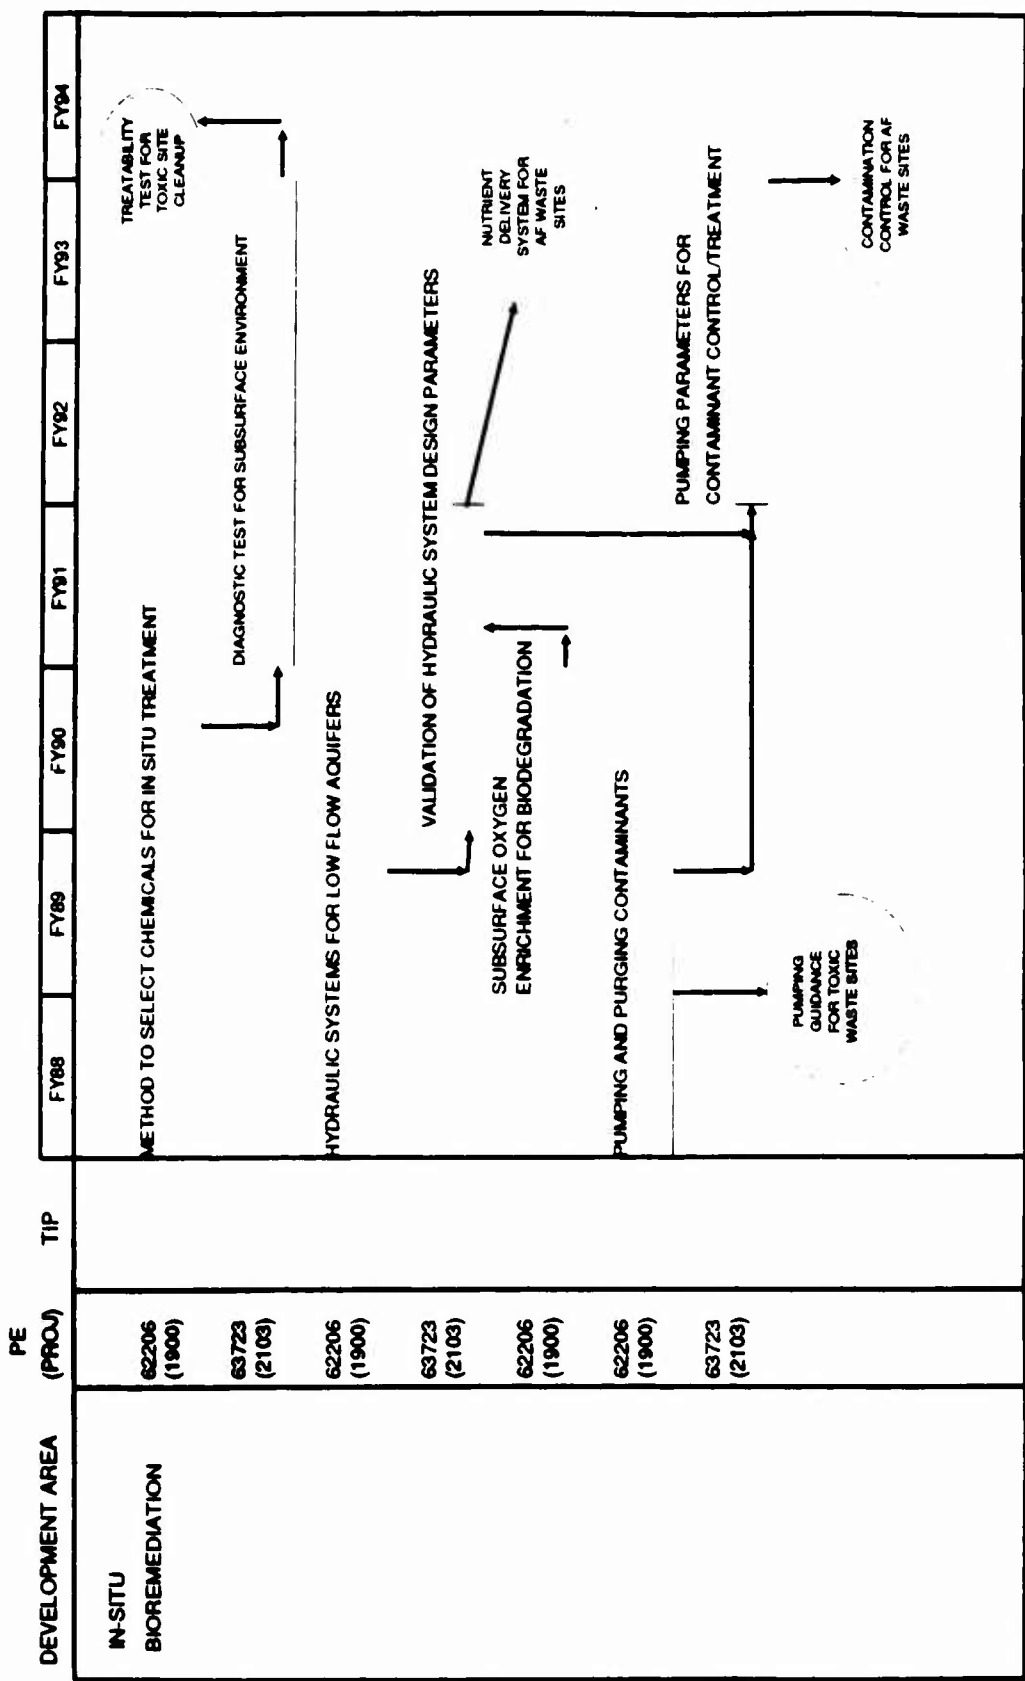 DEVELOPMENT AREA
PE
(PROJ)
TIP
FY88
FY89
FY90
FY91
FY92
FY93
FY94
IN-SITU
BIOREMEDIATION
62206
(1900)
METHOD TO SELECT CHEMICALS FOR IN SITU TREATMENT
TREATABILITY
TEST FOR
TOXIC SITE
CLEANUP
63723
(2103)
DIAGNOSTIC TEST FOR SUBSURFACE ENVIRONMENT
62206
(1900)
HYDRAULIC SYSTEMS FOR LOW FLOW AQUIFERS
63723
(2103)
VALIDATION OF HYDRAULIC SYSTEM DESIGN PARAMETERS
NUTRIENT
DELIVERY
SYSTEM FOR
AF WASTE
SITES
62206
(1900)
SUBSURFACE OXYGEN
ENRICHMENT FOR BIODEGRADATION
62206
(1900)
PUMPING AND PURGING CONTAMINANTS
63723
(2103)
PUMPING PARAMETERS FOR
CONTAMINANT CONTROL/TREATMENT
PUMPING
GUIDANCE
FOR TOXIC
WASTE SITES
CONTAMINATION
CONTROL FOR AF
WASTE SITES